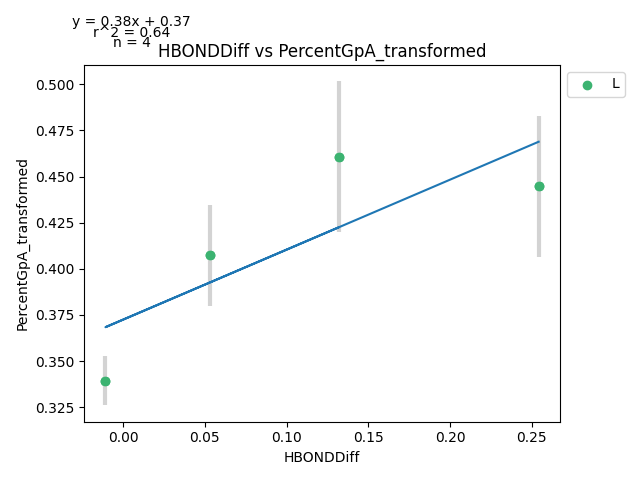 y = 0.38x + 0.37
r^2 = 0.64
n = 4
HBONDDiff vs PercentGpA_transformed
L
PercentGpA_transformed
0.500
0.475
0.450
0.425
0.400
0.375
0.350
0.325
0.00 0.05 0.10 0.15 0.20 0.25
HBONDDiff